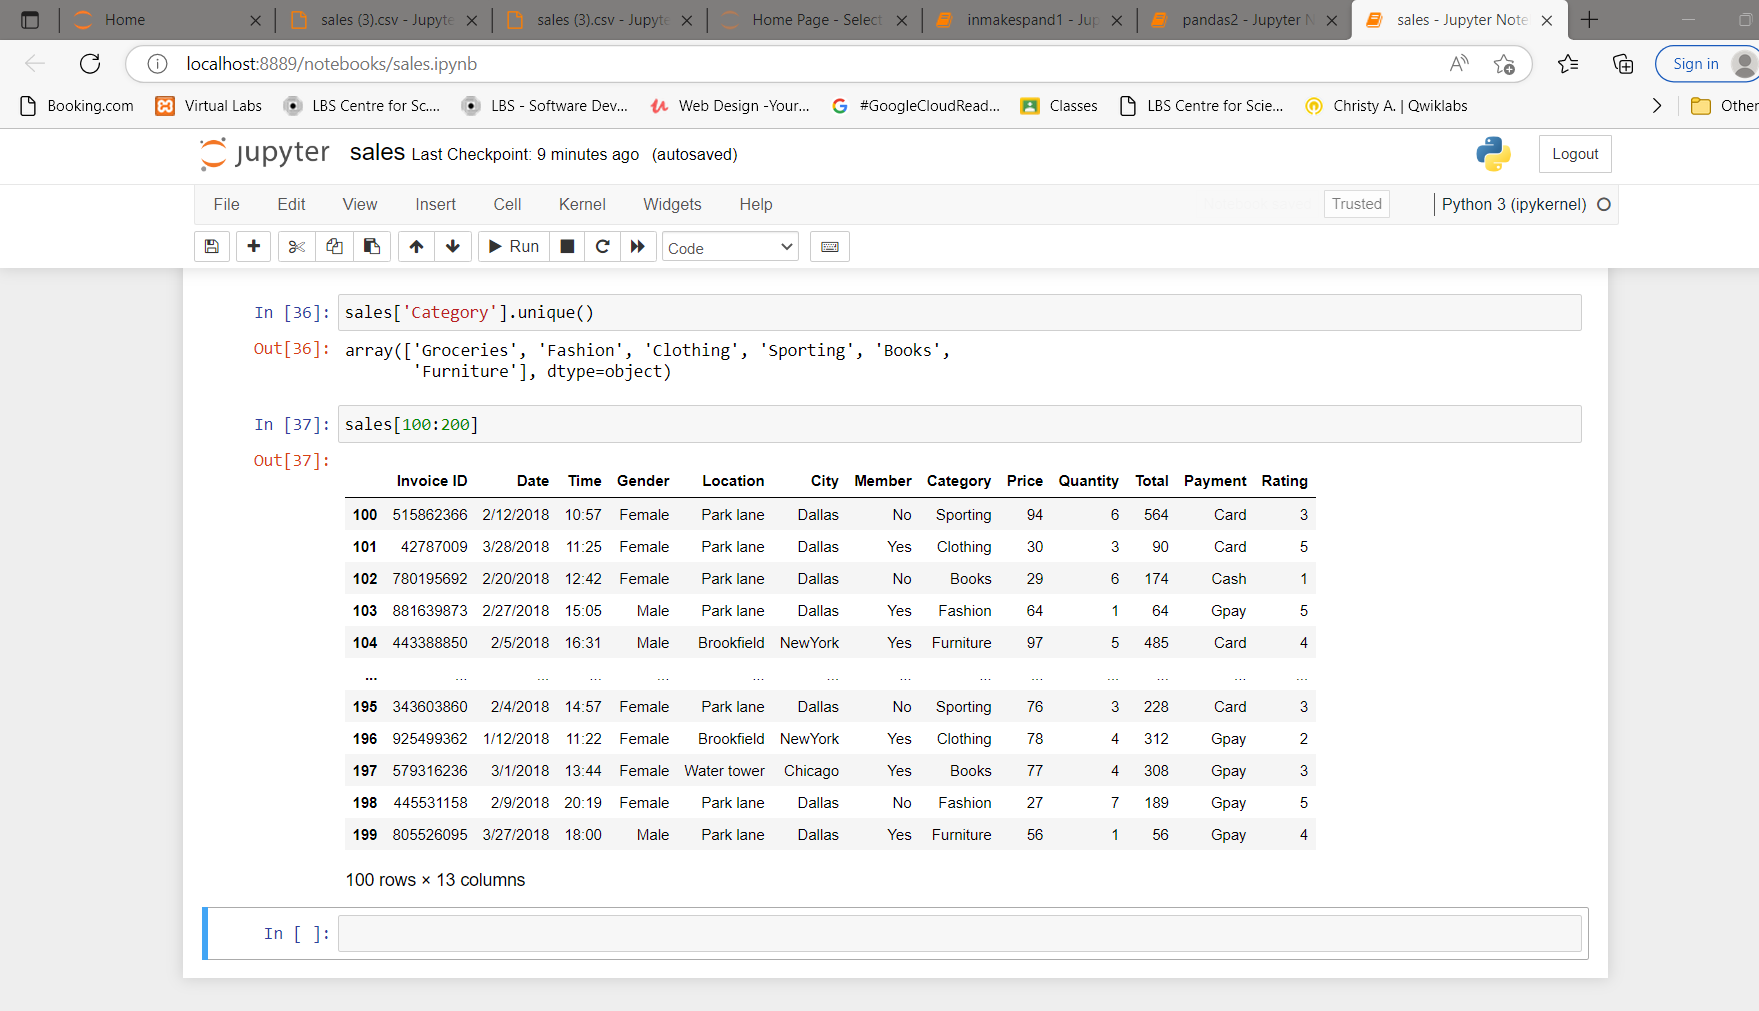 Home
sales (3).csv - Jupyte
sales (3).csv - Jupyte
Home Page - Select
inmakespand1 - Jup
pandas2 - Jupyter N
sales - Jupyter Note
localhost:8889/notebooks/sales.ipynb
Sign in
Booking.com Virtual Labs LBS Centre for Sc.... LBS - Software Dev... Web Design -Your... #GoogleCloudRead... Classes LBS Centre for Scie... Christy A. | Qwiklabs Other
jupyter sales Last Checkpoint: 9 minutes ago (autosaved) Logout
File Edit View Insert Cell Kernel Widgets Help Trusted Python 3 (ipykernel)
Run Code
In [36]: sales['Category'].unique()
Out[36]: array(['Groceries', 'Fashion', 'Clothing', 'Sporting', 'Books',
'Furniture'], dtype=object)
In [37]: sales[100:200]
Out[37]:
Invoice ID Date Time Gender Location City Member Category Price Quantity Total Payment Rating
100 515862366 2/12/2018 10:57 Female Park lane Dallas No Sporting 94 6 564 Card 3
101 42787009 3/28/2018 11:25 Female Park lane Dallas Yes Clothing 30 3 90 Card 5
102 780195692 2/20/2018 12:42 Female Park lane Dallas No Books 29 6 174 Cash 1
103 881639873 2/27/2018 15:05 Male Park lane Dallas Yes Fashion 64 1 64 Gpay 5
104 443388850 2/5/2018 16:31 Male Brookfield NewYork Yes Furniture 97 5 485 Card 4
... ... ... ... ... ... ... ... ... ... ... ... ... ...
195 343603860 2/4/2018 14:57 Female Park lane Dallas No Sporting 76 3 228 Card 3
196 925499362 1/12/2018 11:22 Female Brookfield NewYork Yes Clothing 78 4 312 Gpay 2
197 579316236 3/1/2018 13:44 Female Water tower Chicago Yes Books 77 4 308 Gpay 3
198 445531158 2/9/2018 20:19 Female Park lane Dallas No Fashion 27 7 189 Gpay 5
199 805526095 3/27/2018 18:00 Male Park lane Dallas Yes Furniture 56 1 56 Gpay 4
100 rows × 13 columns
In [ ]: